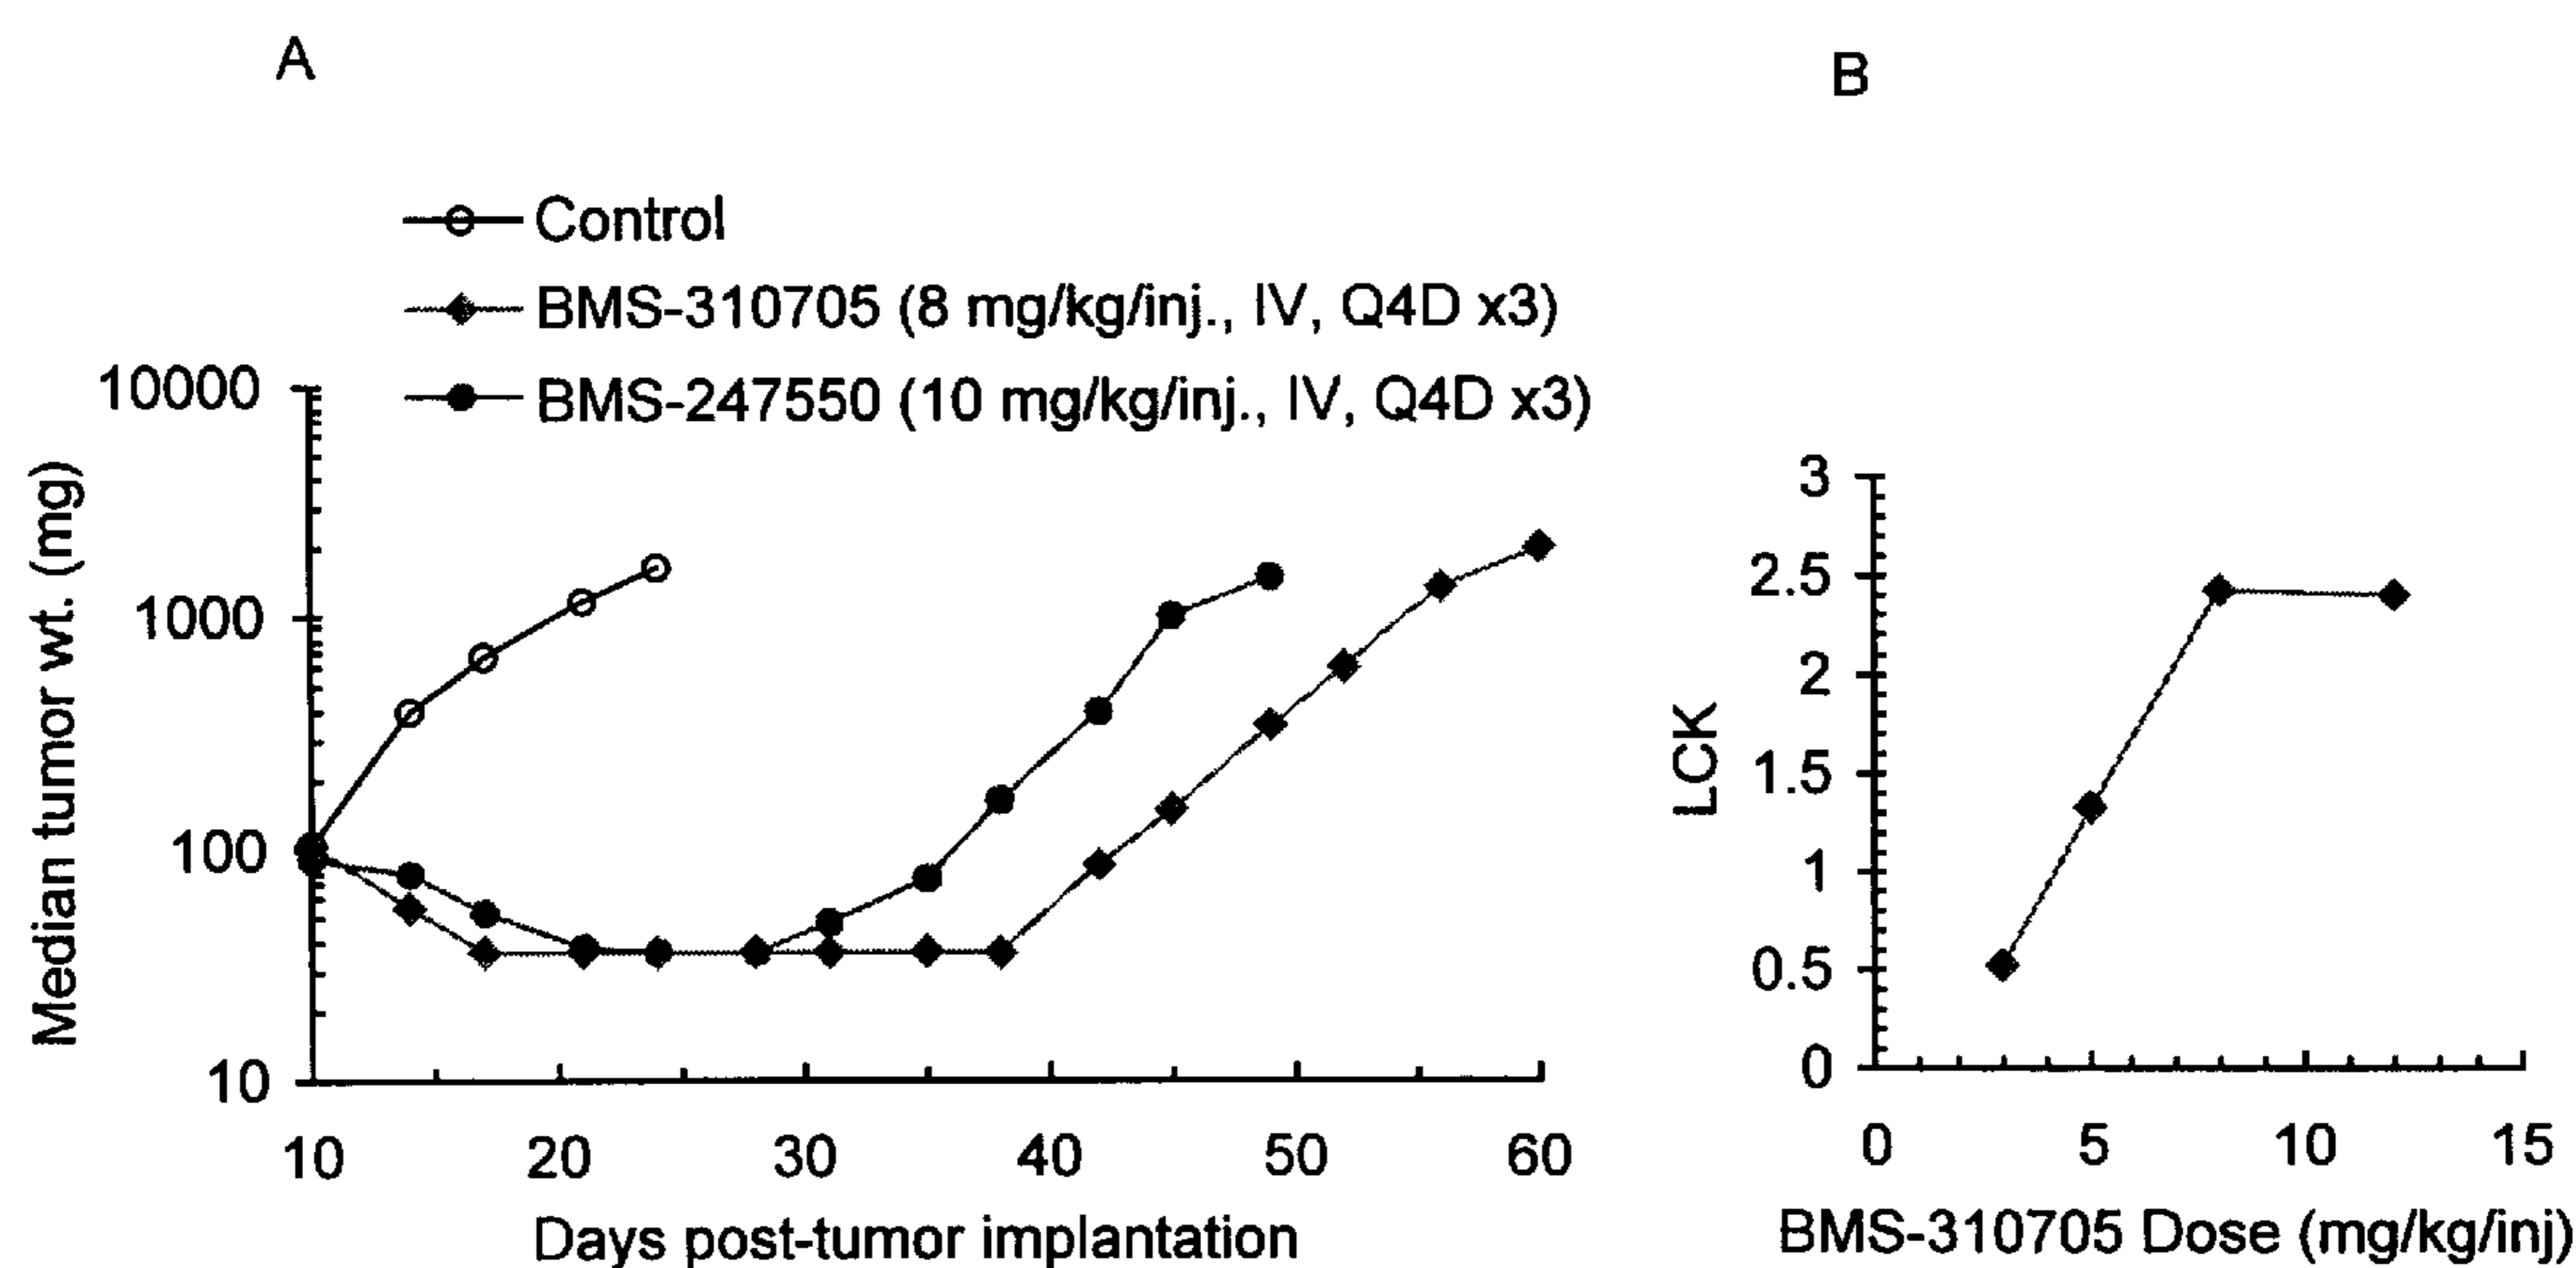 A
Control
BMS-310705 (8 mg/kg/inj., IV, Q4D x3)
BMS-247550 (10 mg/kg/inj., IV, Q4D x3)
10000
1000
100
10
Median tumor wt. (mg)
10 20 30 40 50 60
Days post-tumor implantation
B
3
2.5
2
1.5
1
0.5
0
LCK
0 5 10 15
BMS-310705 Dose (mg/kg/inj)